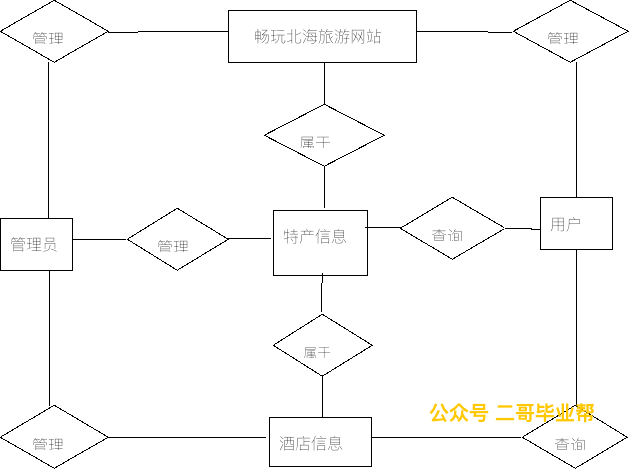 管理
畅玩北海旅游网站
管理
属于
管理员
管理
特产信息
查询
用户
属于
公众号 二哥毕业帮
管理
酒店信息
查询